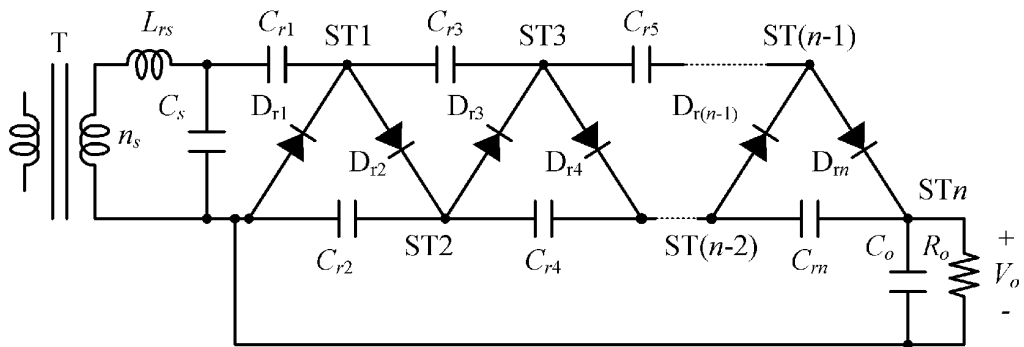 T
L_rs
C_r1
ST1
C_r3
ST3
C_r5
ST(n-1)
n_s
C_s
D_r1
D_r2
D_r3
D_r4
D_r(n-1)
D_rn
STn
C_r2
ST2
C_r4
ST(n-2)
C_rn
C_o
R_o
+
V_o
-